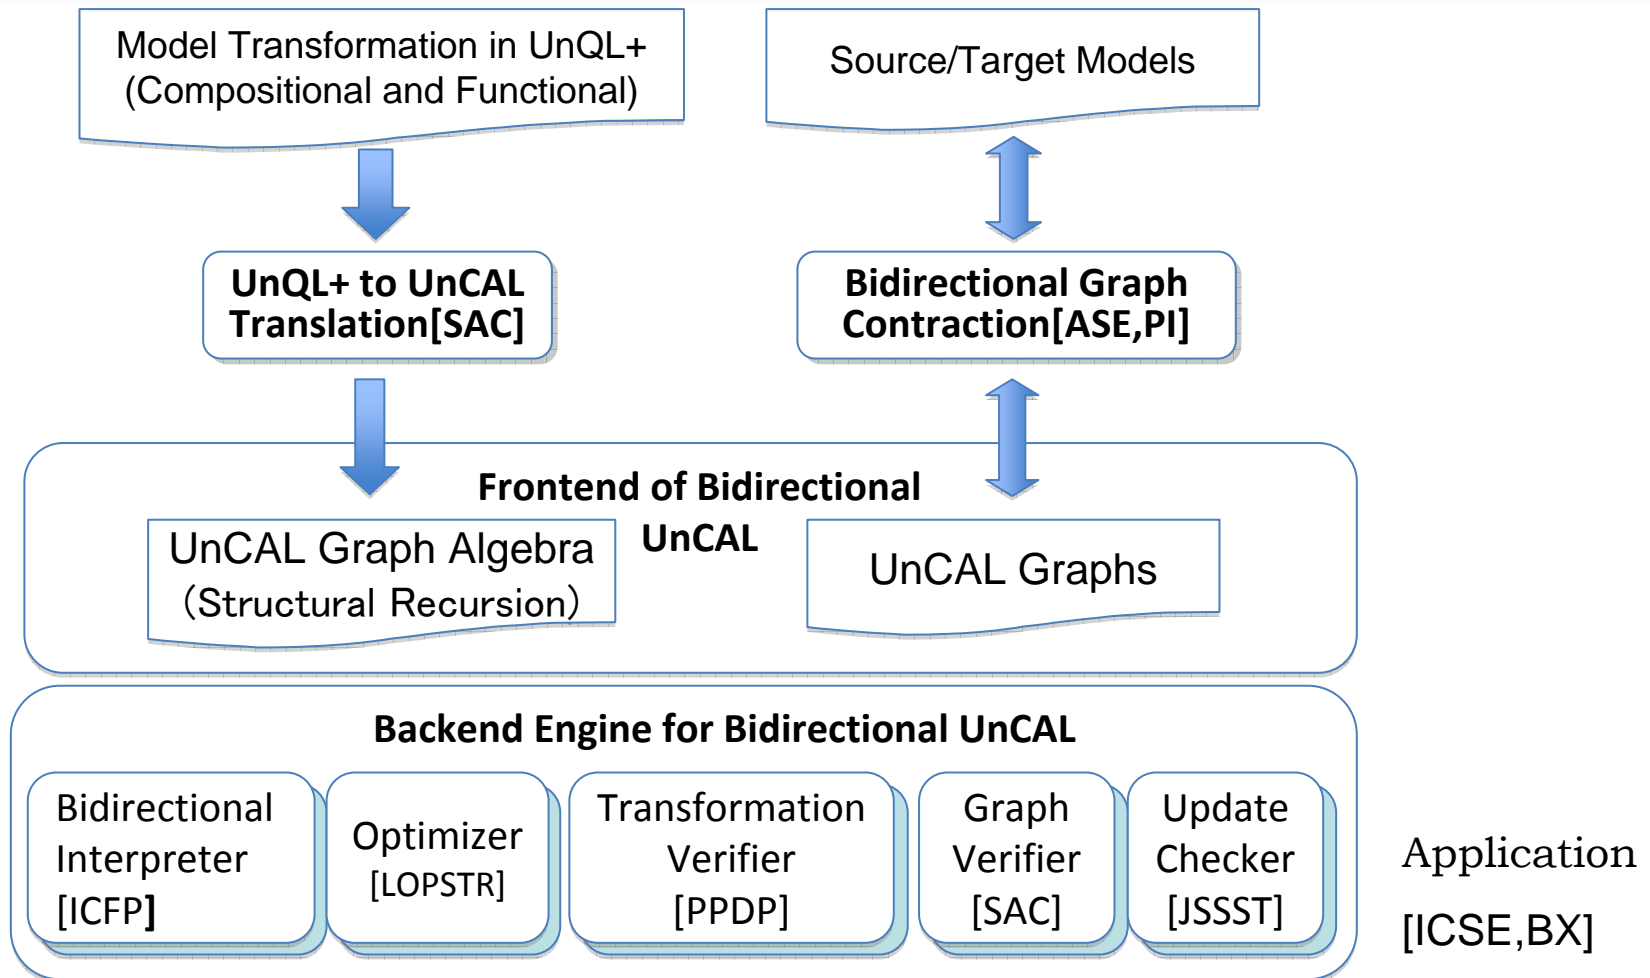 Model Transformation in UnQL+
(Compositional and Functional)
Source/Target Models
UnQL+ to UnCAL
Translation[SAC]
Bidirectional Graph
Contraction[ASE,PI]
Frontend of Bidirectional
UnCAL
UnCAL Graph Algebra
(Structural Recursion)
UnCAL Graphs
Backend Engine for Bidirectional UnCAL
Bidirectional
Interpreter
[ICFP]
Optimizer
[LOPSTR]
Transformation
Verifier
[PPDP]
Graph
Verifier
[SAC]
Update
Checker
[JSSST]
Application
[ICSE,BX]